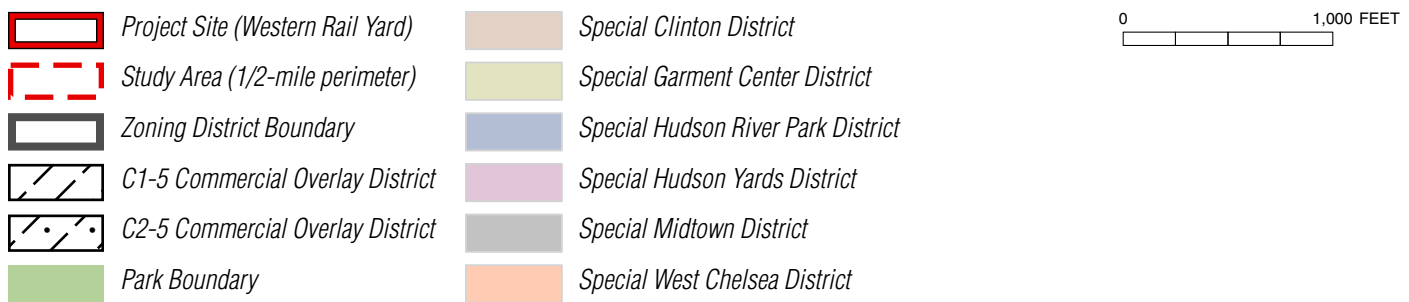 Project Site (Western Rail Yard)
Study Area (1/2-mile perimeter)
Zoning District Boundary
C1-5 Commercial Overlay District
C2-5 Commercial Overlay District
Park Boundary
Special Clinton District
Special Garment Center District
Special Hudson River Park District
Special Hudson Yards District
Special Midtown District
Special West Chelsea District
0 1,000 FEET